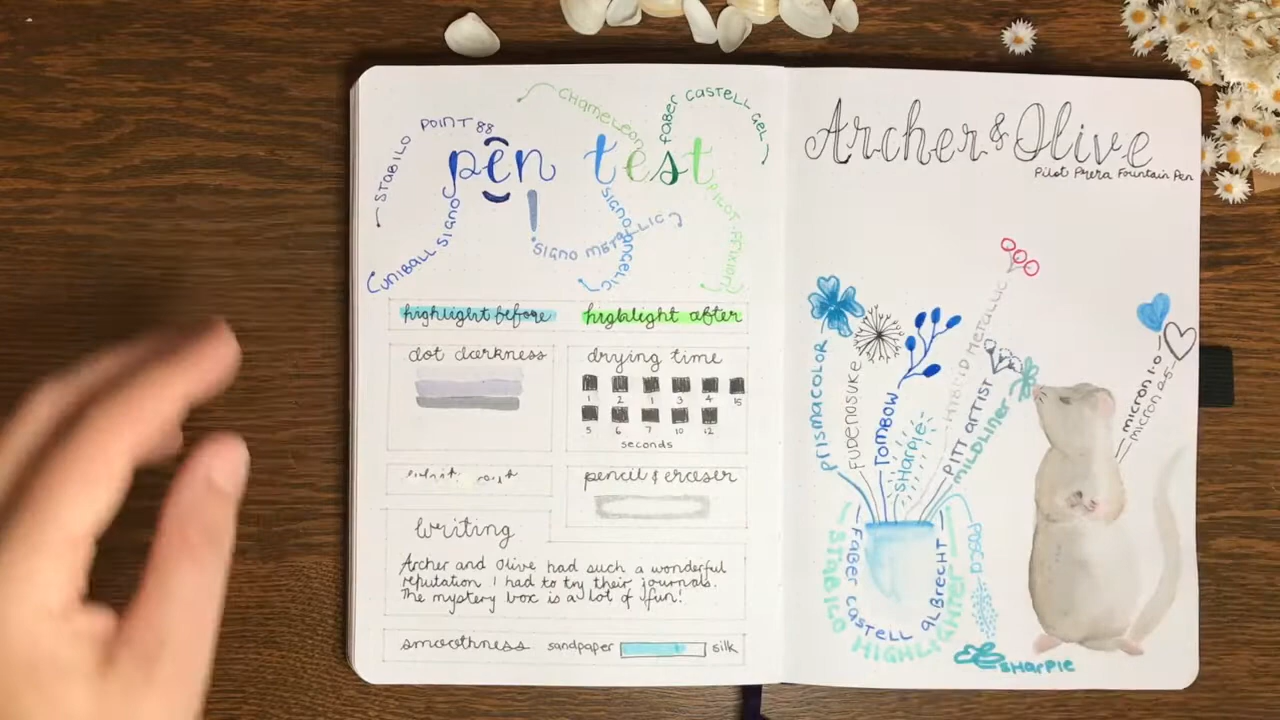 STABILO POINT 88
CHAMELEON
FABER CASTELL GEL
pen test!
UNIBALL SIGNO
SIGNO METALLIC
SIGNO ANGELIC
PILOT FRIXION
highlight before
highlight after
dot darkness
drying time
1 2 1 3 4 15
5 6 7 10 12
seconds
pencil & eraser
writing
Archer and Olive had such a wonderful
reputation I had to try their journals.
The mystery box is a lot of fun!
smoothness sandpaper silk
Archer & Olive
Pilot Prera Fountain Pen
PRISMACOLOR
FUDENOSUKE
TOMBOW
SHARPIE
HYBRID METALLIC
PITT ARTIST
MILDLINER
micron 1.0
micron 0.5
FABER CASTELL ALBRECHT
STABILO HIGHLIGHTER
POSCA
SHARPIE